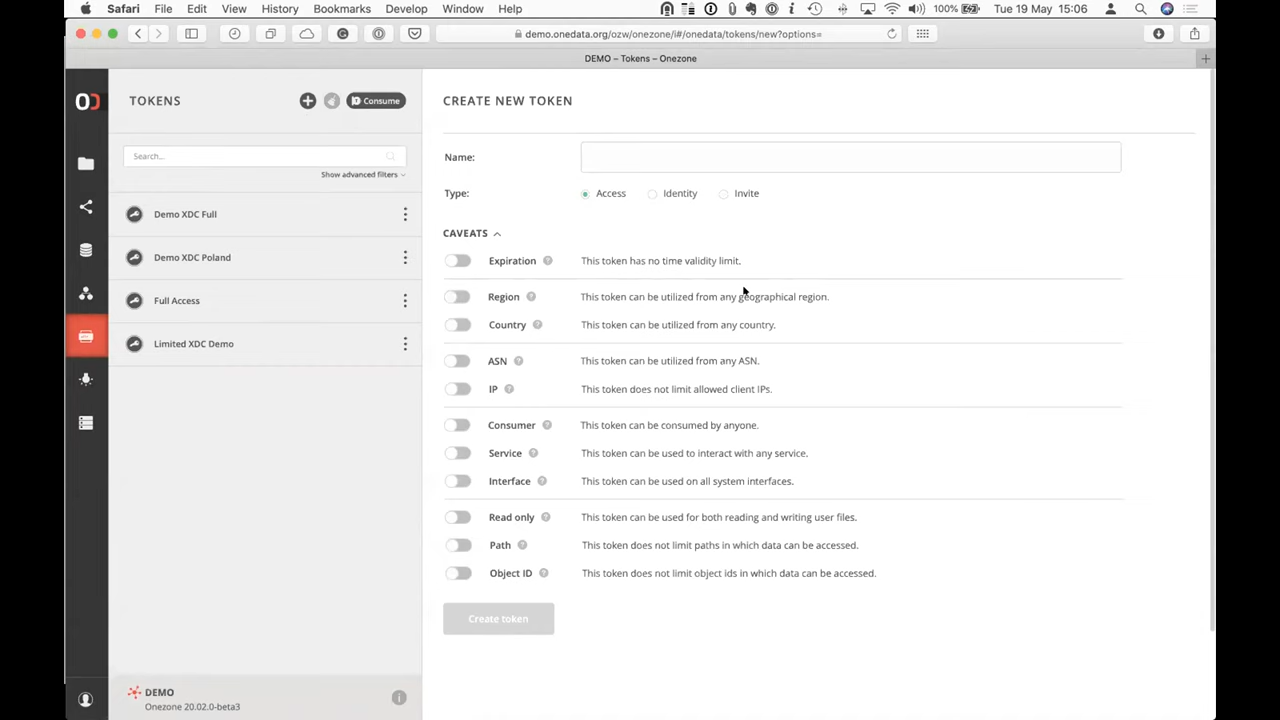 Safari File Edit View History Bookmarks Develop Window Help 100% Tue 19 May 15:06
demo.onedata.org/ozw/onezone/i#/onedata/tokens/new?options=
DEMO – Tokens – Onezone
TOKENS
Consume
Search...
Show advanced filters
Demo XDC Full
Demo XDC Poland
Full Access
Limited XDC Demo
DEMO
Onezone 20.02.0-beta3
CREATE NEW TOKEN
Name:
Type: Access Identity Invite
CAVEATS
Expiration ? This token has no time validity limit.
Region ? This token can be utilized from any geographical region.
Country ? This token can be utilized from any country.
ASN ? This token can be utilized from any ASN.
IP ? This token does not limit allowed client IPs.
Consumer ? This token can be consumed by anyone.
Service ? This token can be used to interact with any service.
Interface ? This token can be used on all system interfaces.
Read only ? This token can be used for both reading and writing user files.
Path ? This token does not limit paths in which data can be accessed.
Object ID ? This token does not limit object ids in which data can be accessed.
Create token